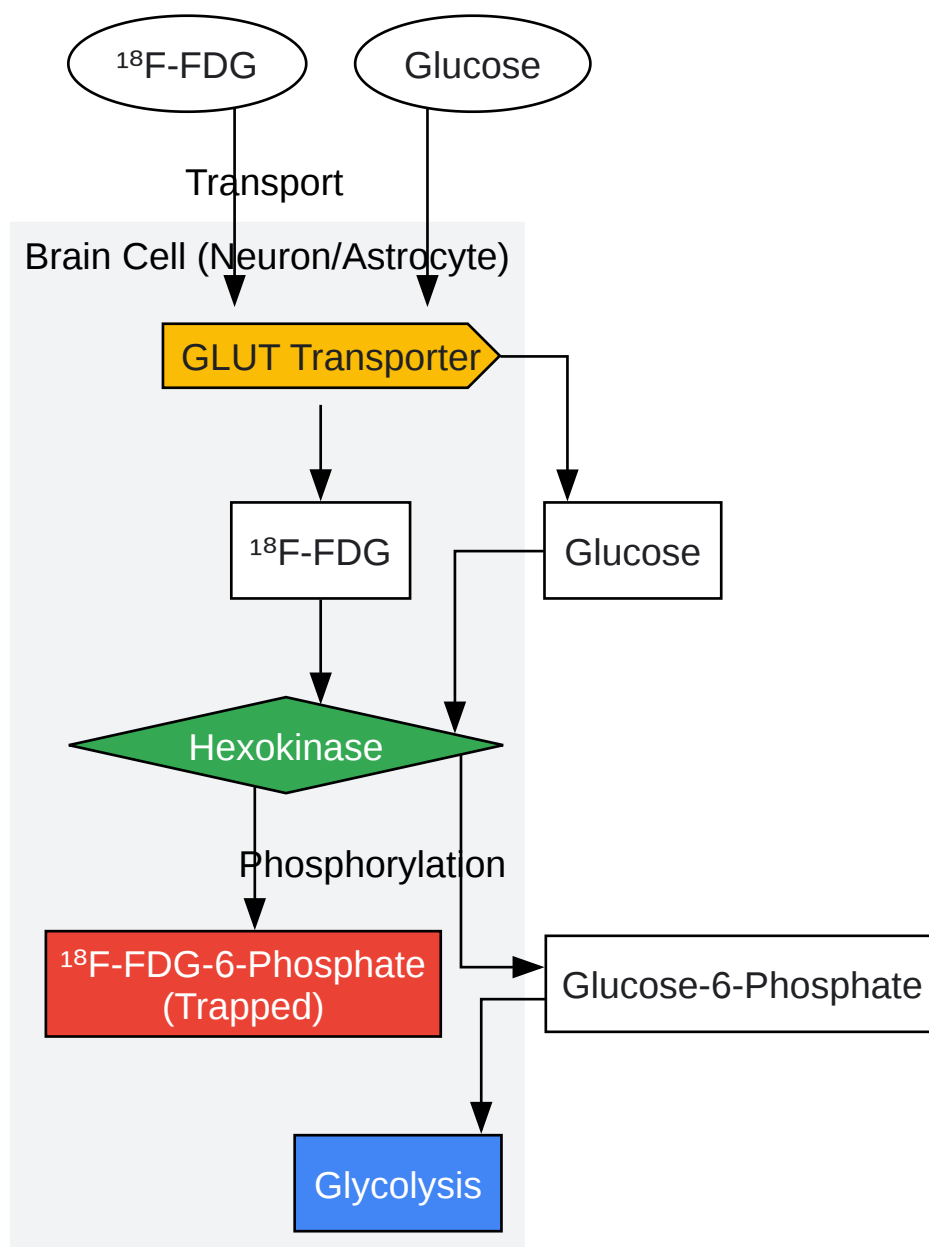 ¹⁸F-FDG
Glucose
Transport
Brain Cell (Neuron/Astrocyte)
GLUT Transporter
¹⁸F-FDG
Glucose
Hexokinase
Phosphorylation
¹⁸F-FDG-6-Phosphate
(Trapped)
Glucose-6-Phosphate
Glycolysis